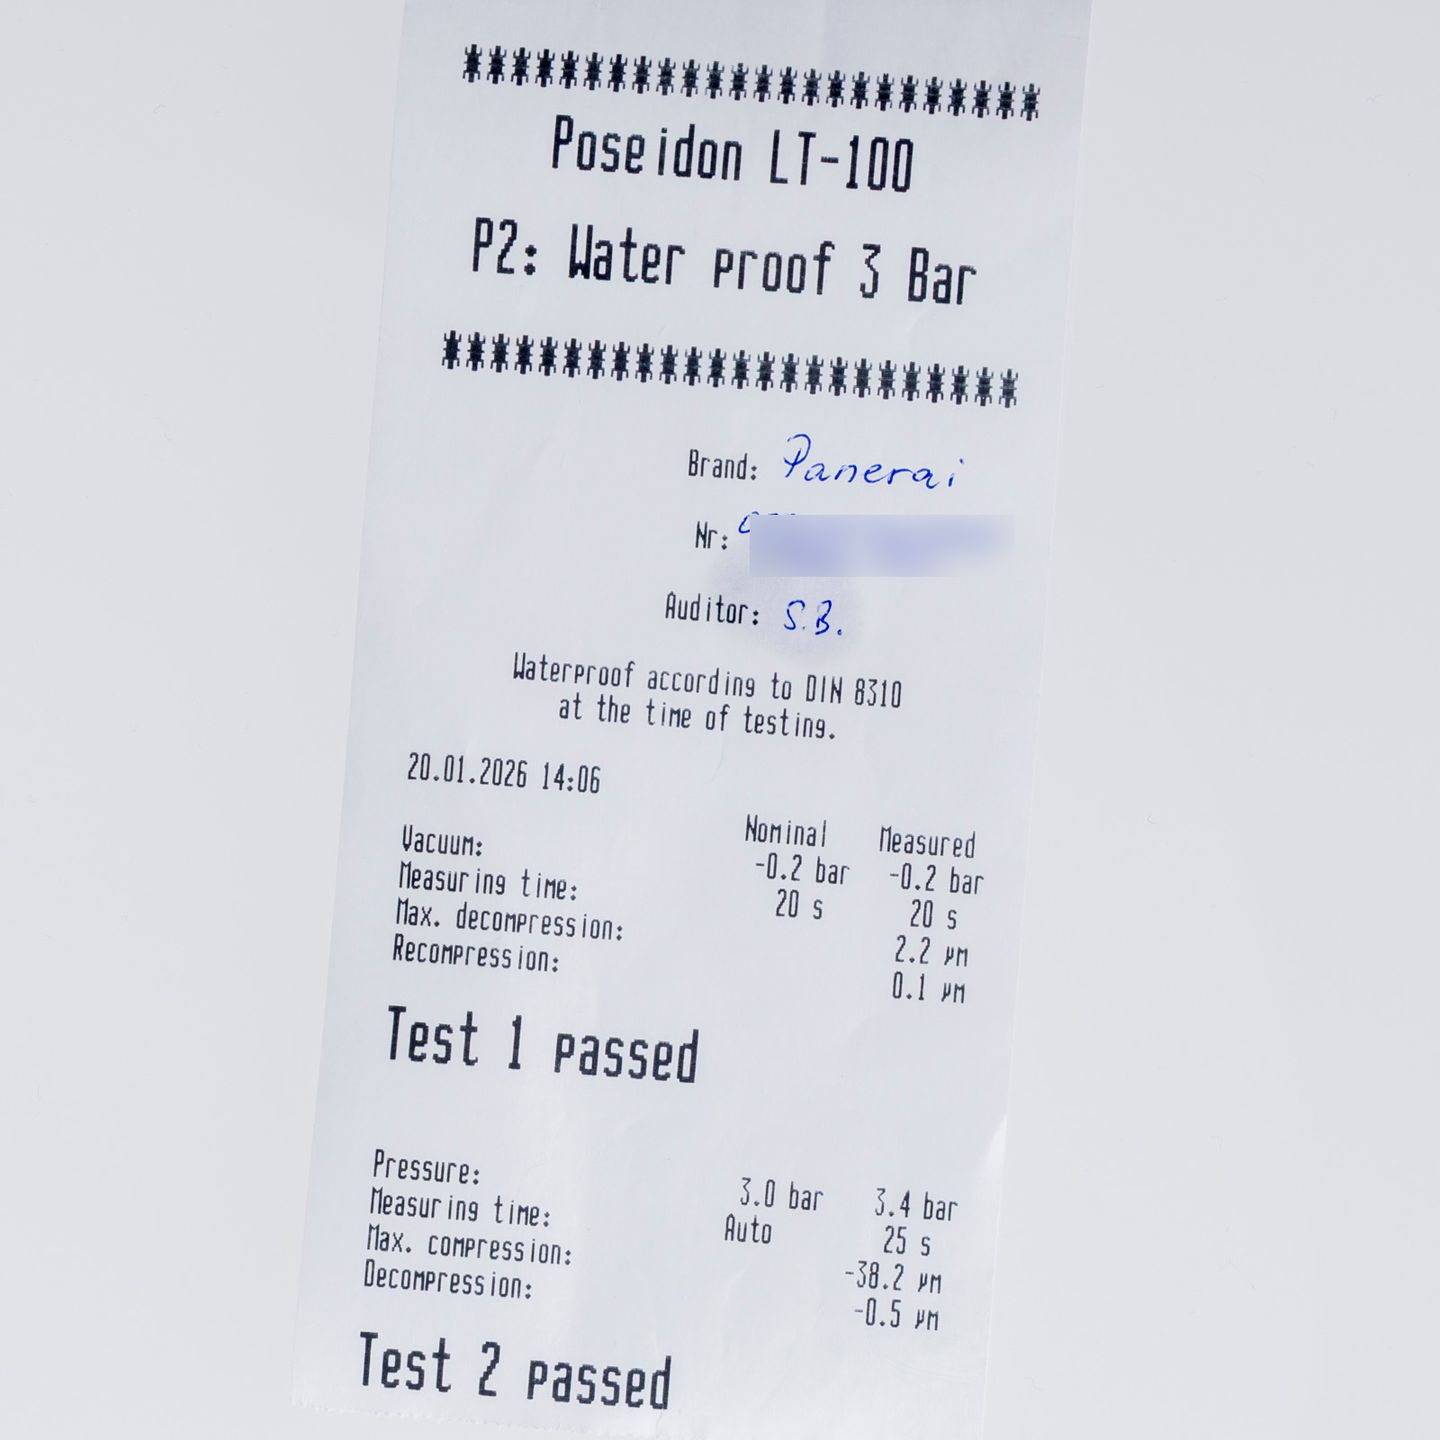 Poseidon LT-100
P2: Water proof 3 Bar
Brand: Panerai
Nr:
Auditor: S.B.
Waterproof according to DIN 8310
at the time of testing.
20.01.2026 14:06
Nominal Measured
Vacuum: -0.2 bar -0.2 bar
Measuring time: 20 s 20 s
Max. decompression: 2.2 µm
Recompression: 0.1 µm
Test 1 passed
Pressure: 3.0 bar 3.4 bar
Measuring time: Auto 25 s
Max. compression: -38.2 µm
Decompression: -0.5 µm
Test 2 passed